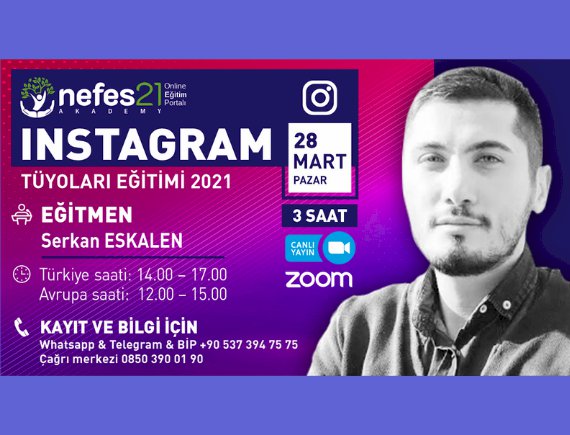 nefes21
Online
Eğitim
Portalı
AKADEMY
INSTAGRAM
TÜYOLARI EĞİTİMİ 2021
28
MART
PAZAR
3 SAAT
EĞİTMEN
Serkan ESKALEN
CANLI
YAYIN
zoom
Türkiye saati: 14.00 – 17.00
Avrupa saati: 12.00 – 15.00
KAYIT VE BİLGİ İÇİN
Whatsapp & Telegram & BİP +90 537 394 75 75
Çağrı merkezi 0850 390 01 90